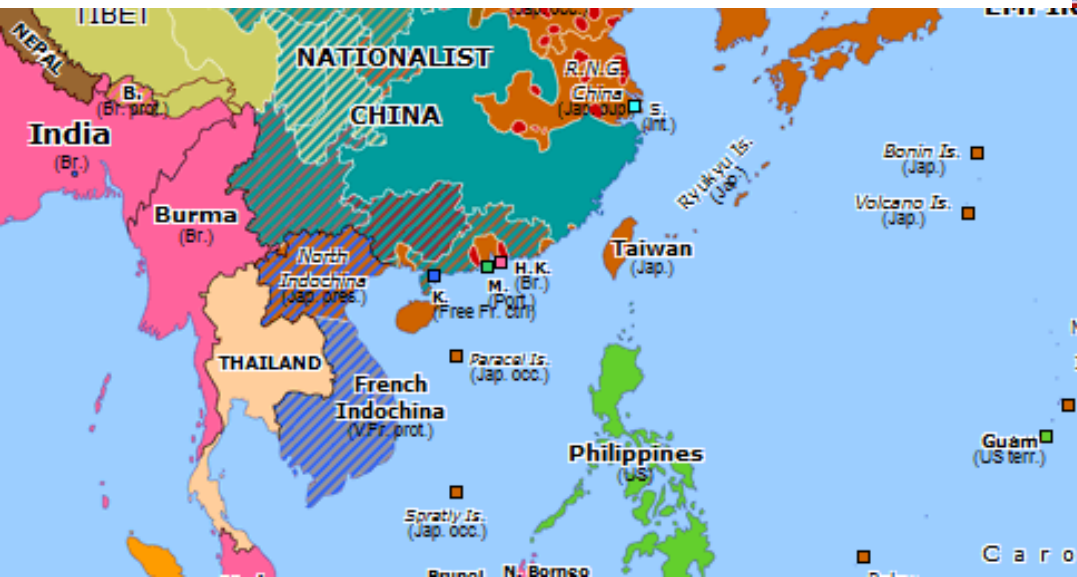 TIBET
NEPAL
B.
(Br. prot.)
India
(Br.)
Burma
(Br.)
NATIONALIST
CHINA
R.N.G.
China
S.
(Int.)
Ryukyu Is.
(Jap.)
Bonin Is.
(Jap.)
Volcano Is.
(Jap.)
Taiwan
(Jap.)
North
Indochina
(Jap. pres.)
H.K.
(Br.)
M.
(Port.)
K.
(Free Fr. ctrl)
THAILAND
Paracel Is.
(Jap. occ.)
French
Indochina
(V.Fr. prot.)
Philippines
(US)
Guam
(US terr.)
Spratly Is.
(Jap. occ.)
Brunei
N. Borneo
C a r o